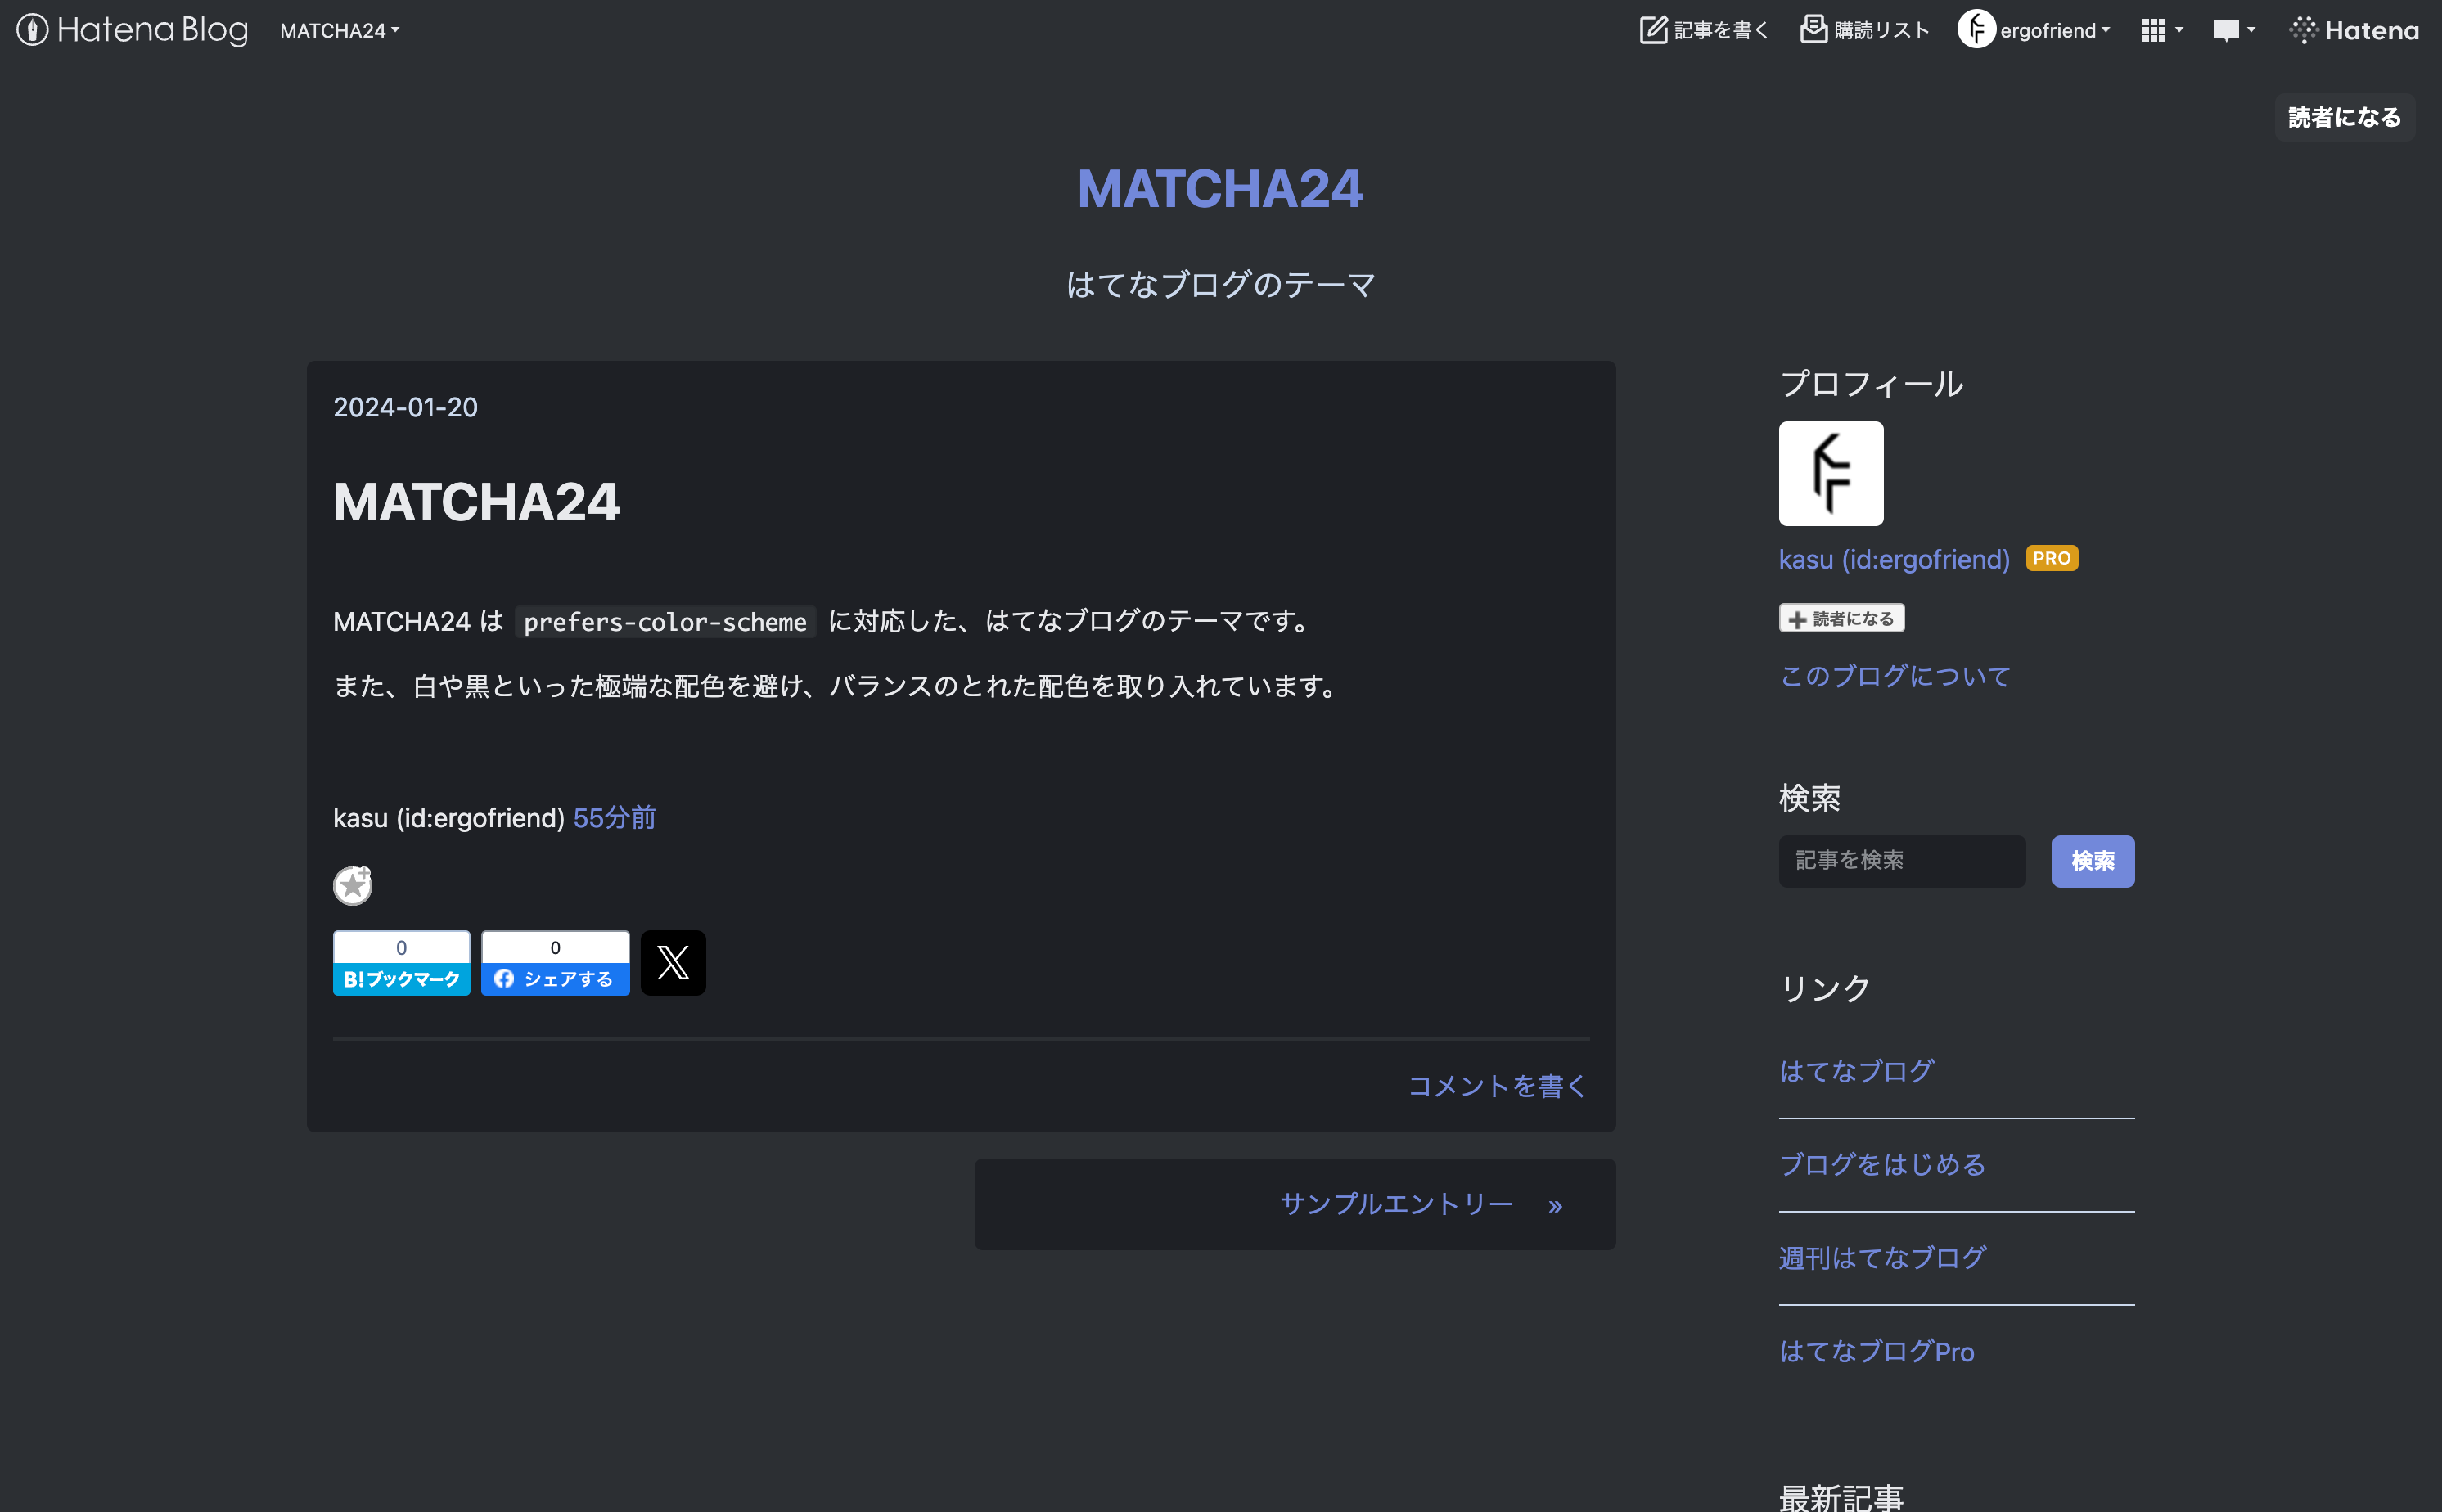 Hatena Blog MATCHA24 記事を書く 購読リスト ergofriend Hatena
読者になる
MATCHA24
はてなブログのテーマ
2024-01-20
MATCHA24
MATCHA24 は prefers-color-scheme に対応した、はてなブログのテーマです。
また、白や黒といった極端な配色を避け、バランスのとれた配色を取り入れています。
kasu (id:ergofriend) 55分前
0
B!ブックマーク
0
シェアする
コメントを書く
サンプルエントリー »
プロフィール
kasu (id:ergofriend) PRO
読者になる
このブログについて
検索
記事を検索 検索
リンク
はてなブログ
ブログをはじめる
週刊はてなブログ
はてなブログPro
最新記事